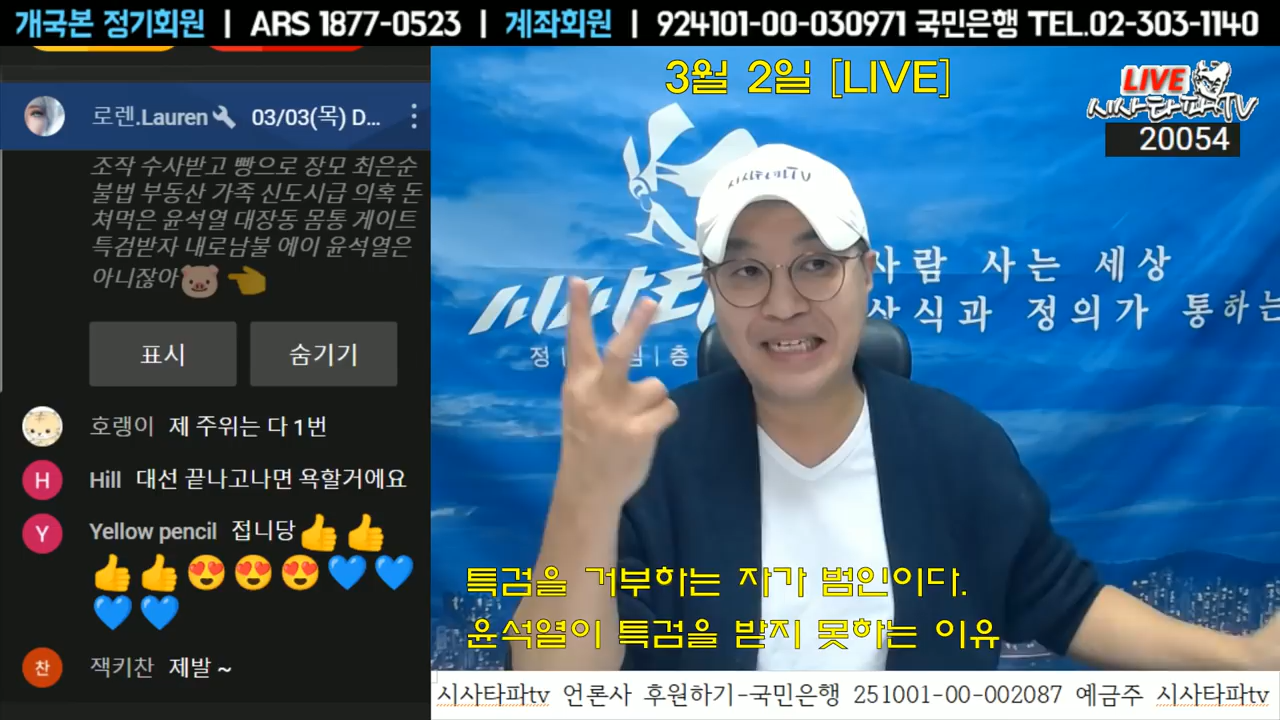 개국본 정기회원 | ARS 1877-0523 | 계좌회원 | 924101-00-030971 국민은행 TEL.02-303-1140
로렌.Lauren 03/03(목) D...
조작 수사받고 빵으로 장모 최은순
불법 부동산 가족 신도시급 의혹 돈
쳐먹은 윤석열 대장동 몸통 게이트
특검받자 내로남불 에이 윤석열은
아니잖아
표시 숨기기
호랭이 제 주위는 다 1번
H Hill 대선 끝나고나면 욕할거에요
Y Yellow pencil 접니당
찬 잭키찬 제발 ~
3월 2일 [LIVE]
LIVE
시사타파TV
20054
시사타파TV
시사타
사람 사는 세상
상식과 정의가 통하는
정 | 심 | 층
특검을 거부하는 자가 범인이다.
윤석열이 특검을 받지 못하는 이유
시사타파tv 언론사 후원하기-국민은행 251001-00-002087 예금주 시사타파tv